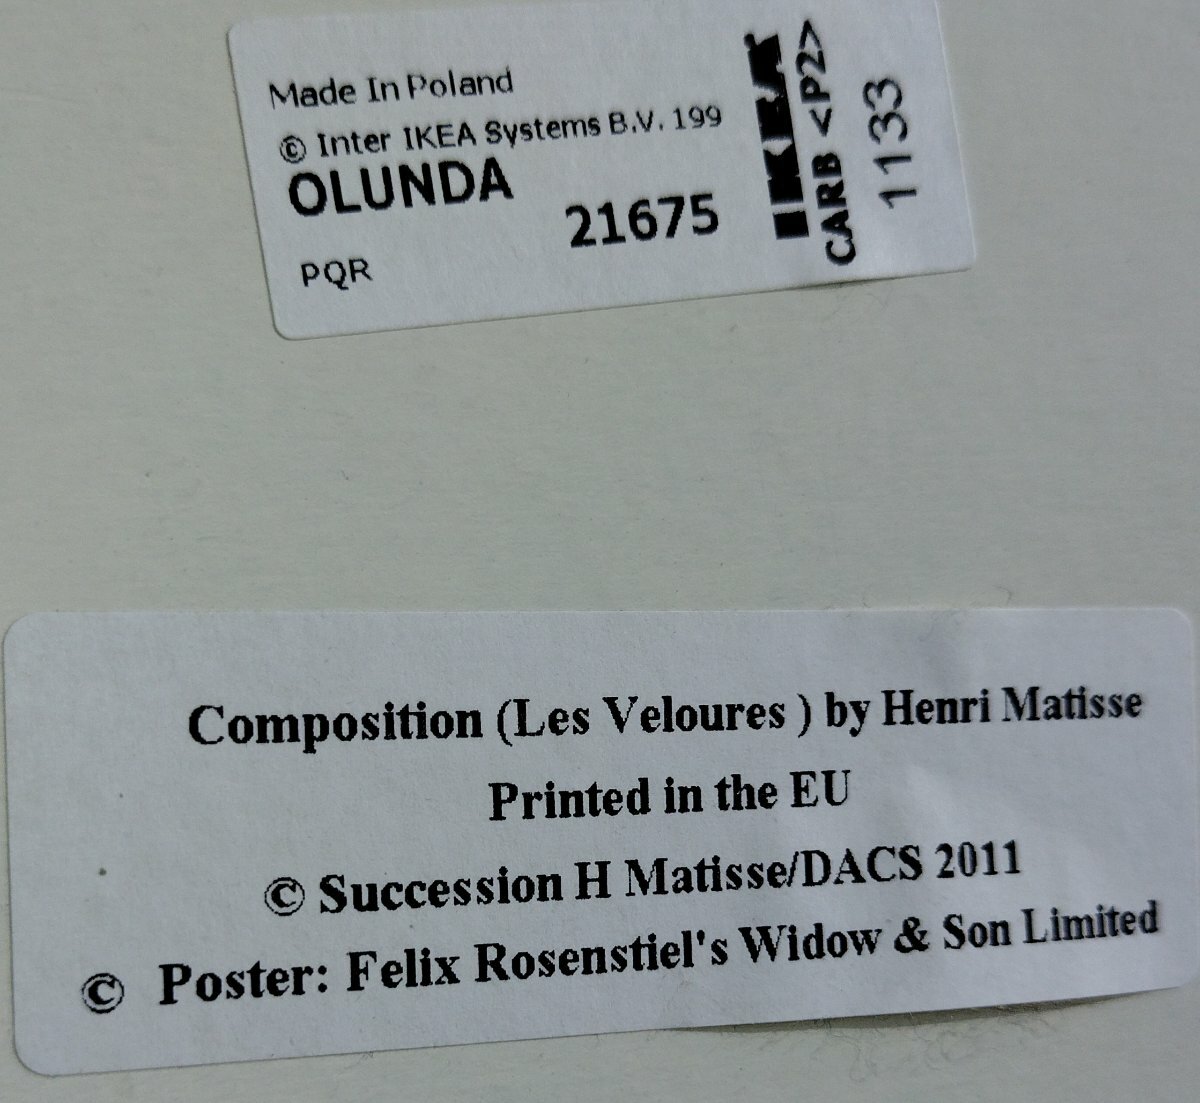 Made In Poland
© Inter IKEA Systems B.V. 199
OLUNDA
21675
PQR
IKEA
CARB <P2>
1133
Composition (Les Veloures ) by Henri Matisse
Printed in the EU
© Succession H Matisse/DACS 2011
© Poster: Felix Rosenstiel's Widow & Son Limited